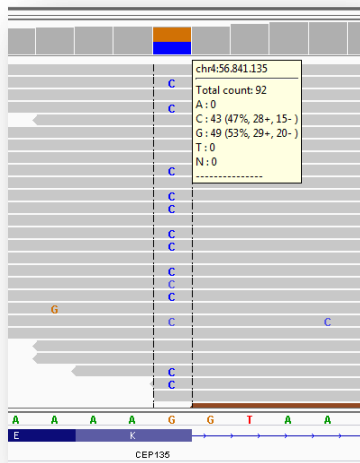 chr4:56.841.135
Total count: 92
A : 0
C : 43 (47%, 28+, 15- )
G : 49 (53%, 29+, 20- )
T : 0
N : 0
---------------
C
C
C
C
C
C
C
C
C
C
G
C C
C
C
A A A A G G T A A
E K
CEP135